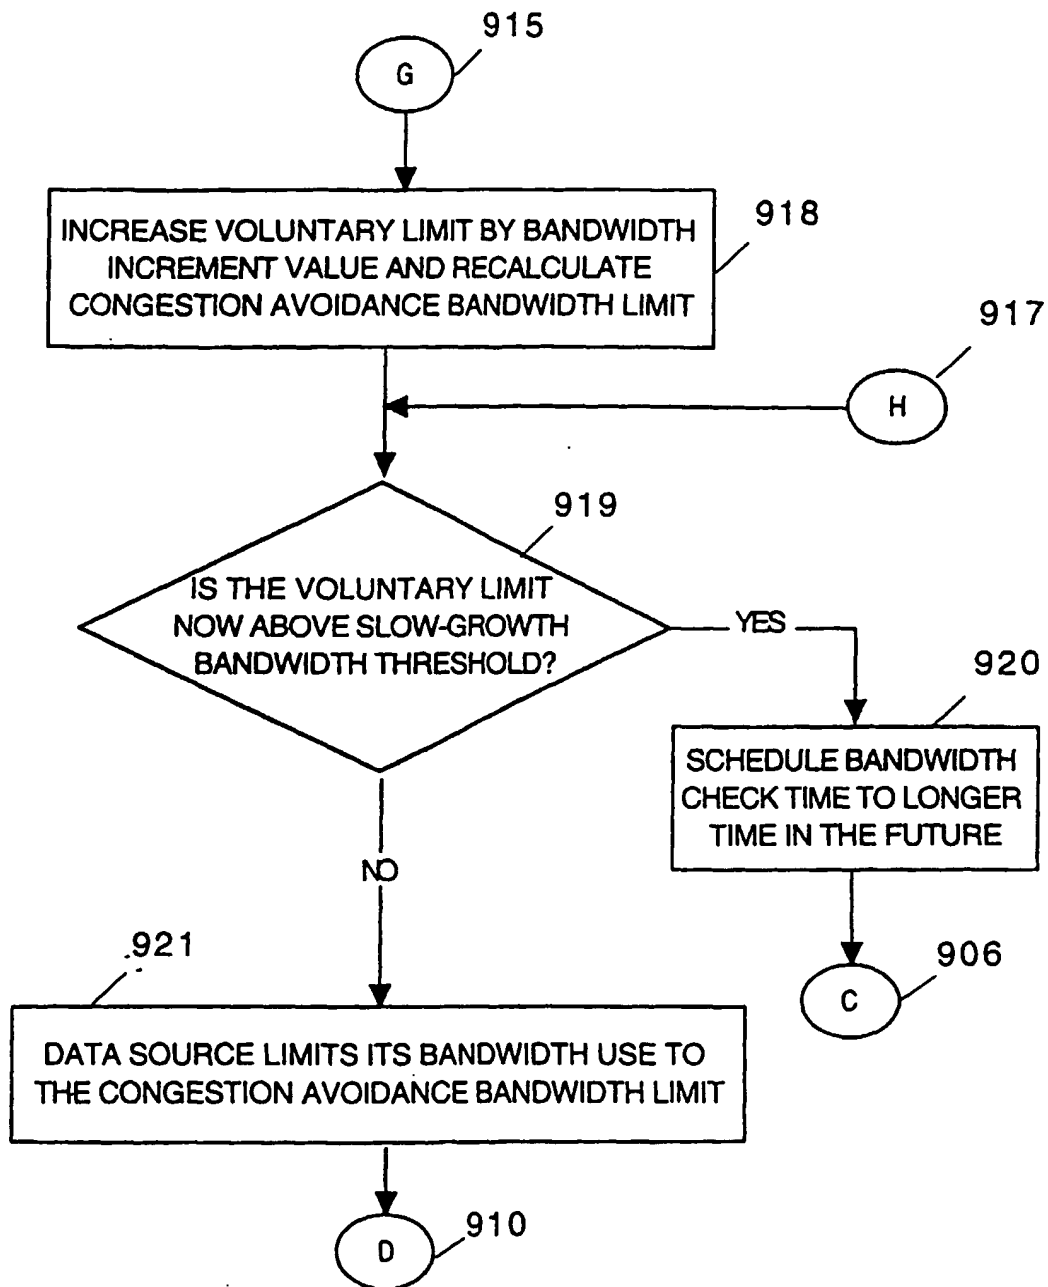 915
G
INCREASE VOLUNTARY LIMIT BY BANDWIDTH
INCREMENT VALUE AND RECALCULATE
CONGESTION AVOIDANCE BANDWIDTH LIMIT
918
917
H
919
IS THE VOLUNTARY LIMIT
NOW ABOVE SLOW-GROWTH
BANDWIDTH THRESHOLD?
YES
920
SCHEDULE BANDWIDTH
CHECK TIME TO LONGER
TIME IN THE FUTURE
NO
906
C
921
DATA SOURCE LIMITS ITS BANDWIDTH USE TO
THE CONGESTION AVOIDANCE BANDWIDTH LIMIT
910
D